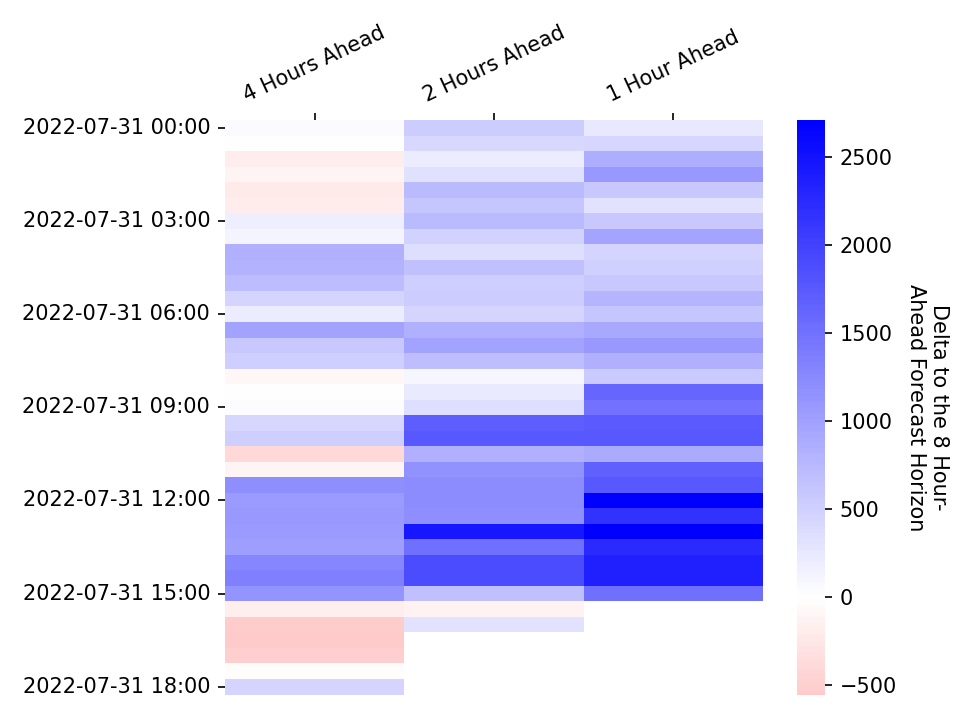 4 Hours Ahead
2 Hours Ahead
1 Hour Ahead
2022-07-31 00:00
2022-07-31 03:00
2022-07-31 06:00
2022-07-31 09:00
2022-07-31 12:00
2022-07-31 15:00
2022-07-31 18:00
2500
2000
1500
1000
500
0
−500
Delta to the 8 Hour-
Ahead Forecast Horizon